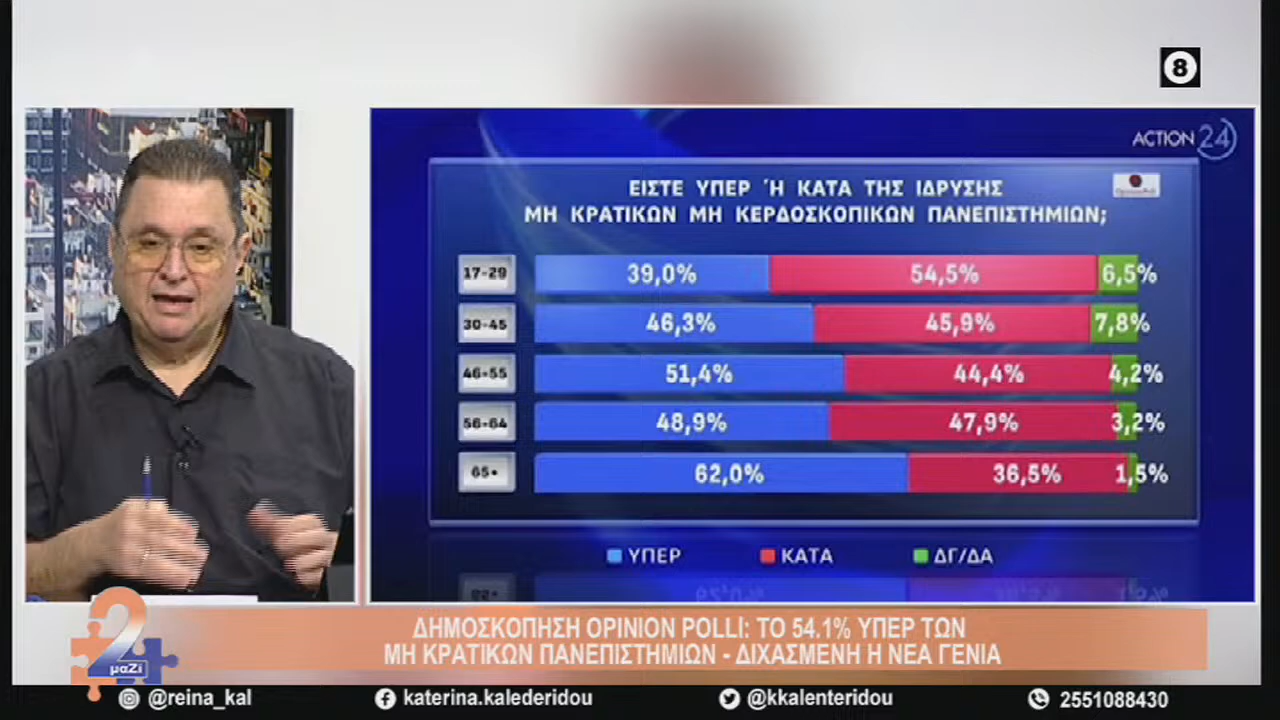 8
ACTION 24
ΕΙΣΤΕ ΥΠΕΡ Ή ΚΑΤΑ ΤΗΣ ΙΔΡΥΣΗΣ
ΜΗ ΚΡΑΤΙΚΩΝ ΜΗ ΚΕΡΔΟΣΚΟΠΙΚΩΝ ΠΑΝΕΠΙΣΤΗΜΙΩΝ;
17-29 39,0% 54,5% 6,5%
30-45 46,3% 45,9% 7,8%
46-55 51,4% 44,4% 4,2%
56-64 48,9% 47,9% 3,2%
65+ 62,0% 36,5% 1,5%
ΥΠΕΡ ΚΑΤΑ ΔΓ/ΔΑ
24 μαΖί
ΔΗΜΟΣΚΟΠΗΣΗ OPINION POLLI: ΤΟ 54.1% ΥΠΕΡ ΤΩΝ
ΜΗ ΚΡΑΤΙΚΩΝ ΠΑΝΕΠΙΣΤΗΜΙΩΝ - ΔΙΧΑΣΜΕΝΗ Η ΝΕΑ ΓΕΝΙΑ
@reina_kal katerina.kalederidou @kkalenteridou 2551088430